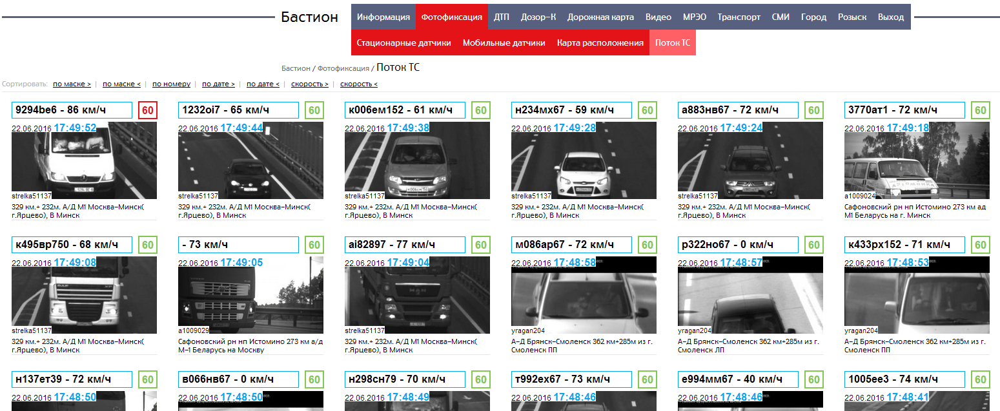 Бастион
Информация Фотофиксация ДТП Дозор-К Дорожная карта Видео МРЭО Транспорт СМИ Город Розыск Выход
Стационарные датчики Мобильные датчики Карта расположения Поток ТС
Бастион / Фотофиксация / Поток ТС
Сортировать: по маске > | по маске < | по номеру | по дате > | по дате < | скорость > | скорость <
9294be6 - 86 км/ч 60
22.06.2016 17:49:52
strelka51137
329 км.+ 232м. А/Д М1 Москва-Минск(
г.Ярцево), В Минск
1232oi7 - 65 км/ч 60
22.06.2016 17:49:44
strelka51137
329 км.+ 232м. А/Д М1 Москва-Минск(
г.Ярцево), В Минск
к006ем152 - 61 км/ч 60
22.06.2016 17:49:38
strelka51137
329 км.+ 232м. А/Д М1 Москва-Минск(
г.Ярцево), В Минск
н234мх67 - 59 км/ч 60
22.06.2016 17:49:28
strelka51137
329 км.+ 232м. А/Д М1 Москва-Минск(
г.Ярцево), В Минск
а883нв67 - 72 км/ч 60
22.06.2016 17:49:24
strelka51137
329 км.+ 232м. А/Д М1 Москва-Минск(
г.Ярцево), В Минск
3770ат1 - 72 км/ч 60
22.06.2016 17:49:18
a1009024
Сафоновский рн нп Истомино 273 км ад
М1 Беларусь на г. Минск
к495вр750 - 68 км/ч 60
22.06.2016 17:49:08
strelka51137
329 км.+ 232м. А/Д М1 Москва-Минск(
г.Ярцево), В Минск
- 73 км/ч 60
22.06.2016 17:49:05
a1009029
Сафоновский рн нп Истомино 273 км а/д
М-1 Беларусь на Москву
ai82897 - 77 км/ч 60
22.06.2016 17:49:04
MAN
strelka51137
329 км.+ 232м. А/Д М1 Москва-Минск(
г.Ярцево), В Минск
м086ар67 - 72 км/ч 60
22.06.2016 17:48:58
yragan204
А-Д Брянск-Смоленск 362 км+285м из г.
Смоленск ПП
р322но67 - 0 км/ч 60
22.06.2016 17:48:57
yragan204
А-Д Брянск-Смоленск 362 км+285м из г.
Смоленск ЛП
к433рх152 - 71 км/ч 60
22.06.2016 17:48:53
yragan204
А-Д Брянск-Смоленск 362 км+285м из г.
Смоленск ПП
н137ет39 - 72 км/ч 60
22.06.2016 17:48:50
в066нв67 - 0 км/ч 60
22.06.2016 17:48:50
н298сн79 - 70 км/ч 60
22.06.2016 17:48:49
т992ех67 - 73 км/ч 60
22.06.2016 17:48:46
е994мм67 - 40 км/ч 60
22.06.2016 17:48:46
1005ее3 - 74 км/ч 60
22.06.2016 17:48:41